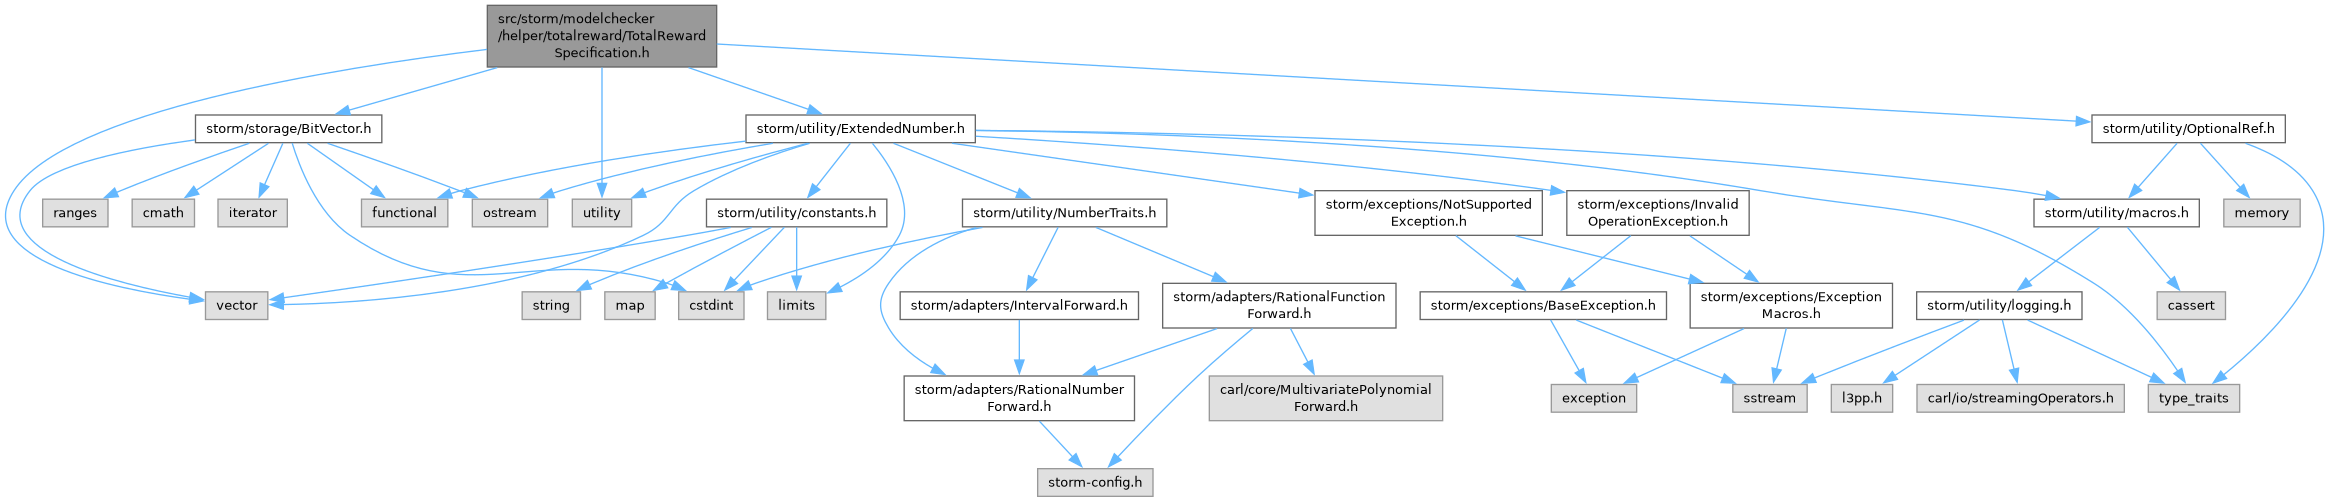 src/storm/modelchecker
/helper/totalreward/TotalReward
Specification.h
storm/storage/BitVector.h
storm/utility/ExtendedNumber.h
storm/utility/OptionalRef.h
ranges
cmath
iterator
functional
ostream
utility
storm/utility/constants.h
storm/utility/NumberTraits.h
storm/exceptions/NotSupported
Exception.h
storm/exceptions/Invalid
OperationException.h
storm/utility/macros.h
memory
vector
string
map
cstdint
limits
storm/adapters/IntervalForward.h
storm/adapters/RationalFunction
Forward.h
storm/exceptions/BaseException.h
storm/exceptions/Exception
Macros.h
storm/utility/logging.h
cassert
storm/adapters/RationalNumber
Forward.h
carl/core/MultivariatePolynomial
Forward.h
exception
sstream
l3pp.h
carl/io/streamingOperators.h
type_traits
storm-config.h